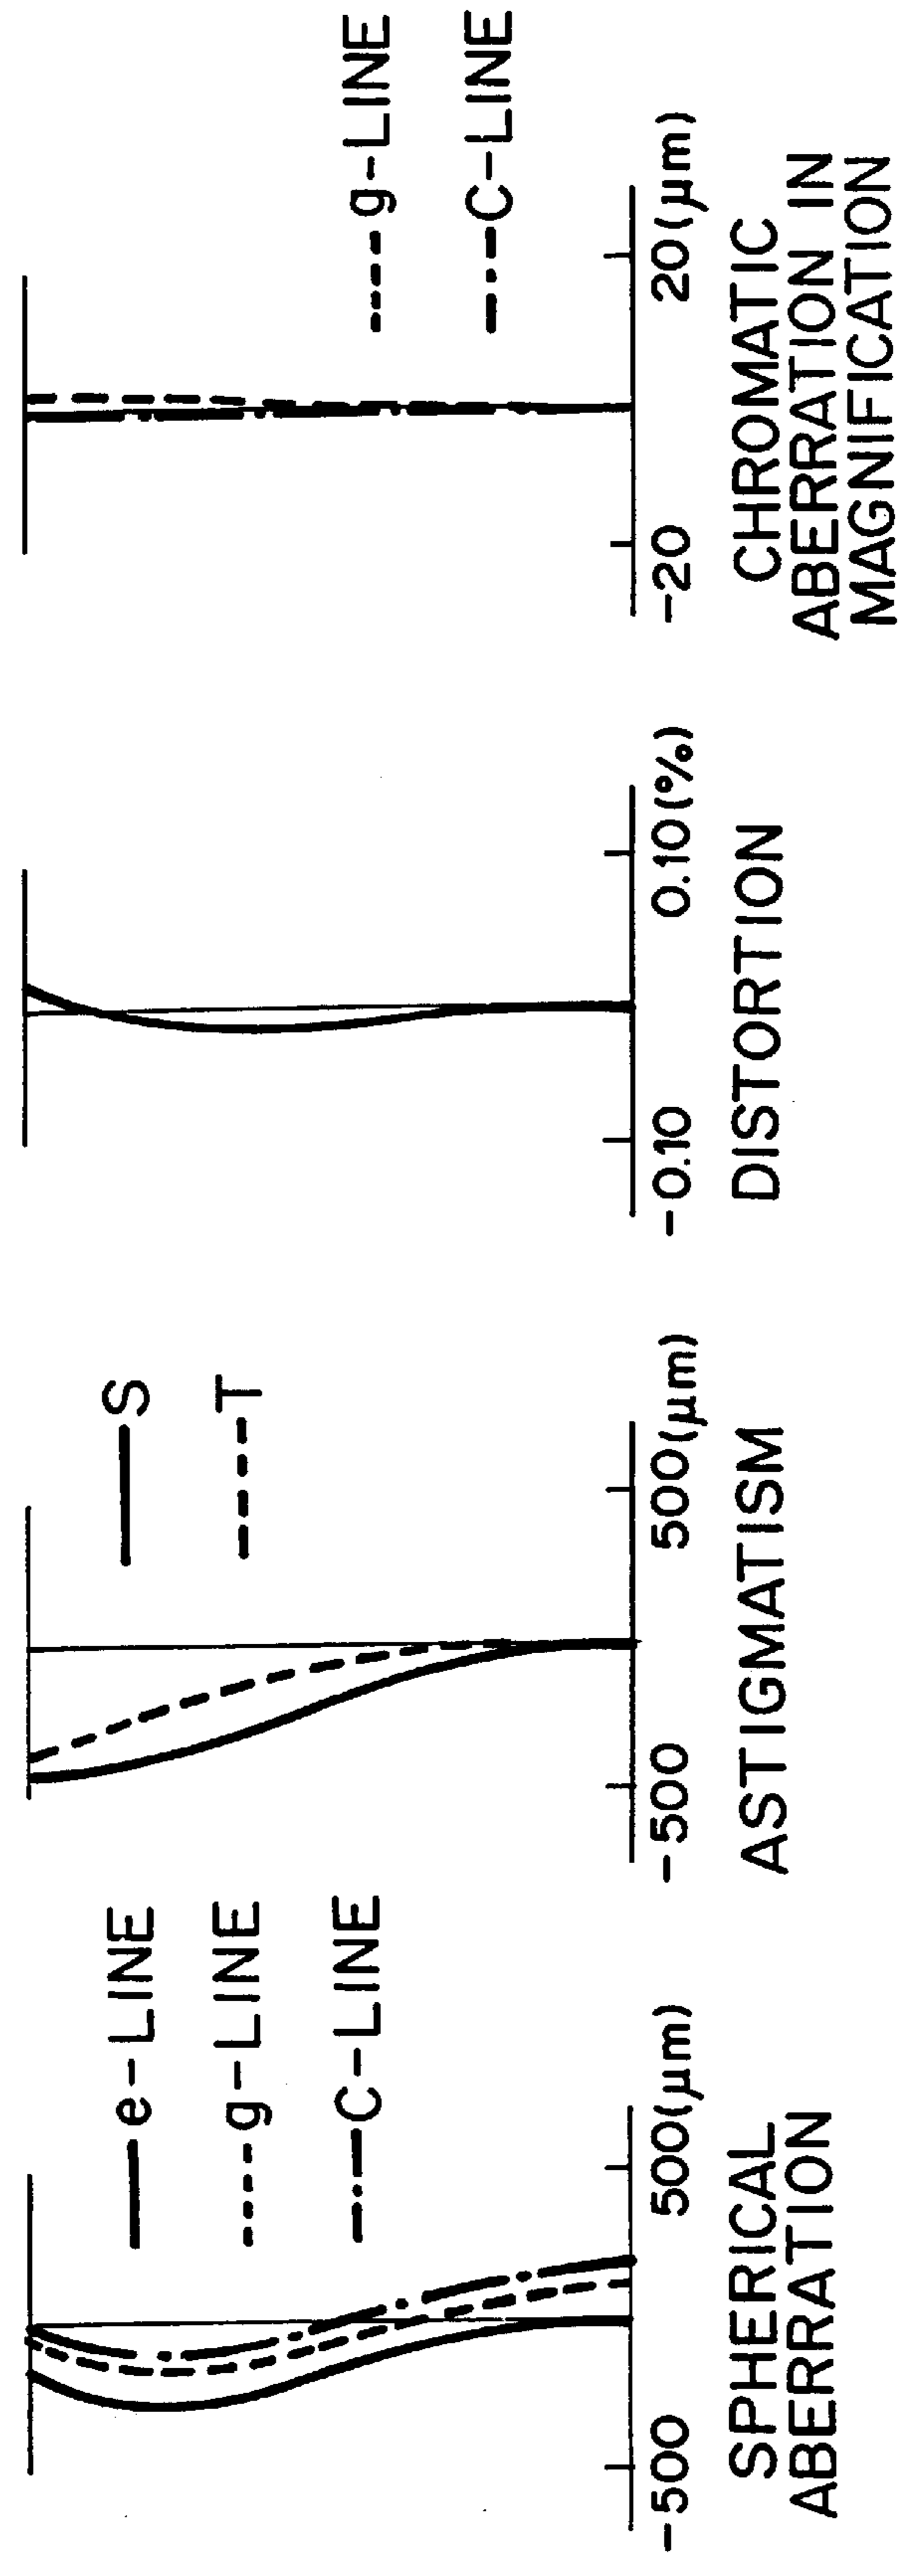 e-LINE
g-LINE
C-LINE
-500
500(μm)
SPHERICAL
ABERRATION
S
T
-500
500(μm)
ASTIGMATISM
-0.10
0.10(%)
DISTORTION
g-LINE
C-LINE
-20
20(μm)
CHROMATIC
ABERRATION IN
MAGNIFICATION